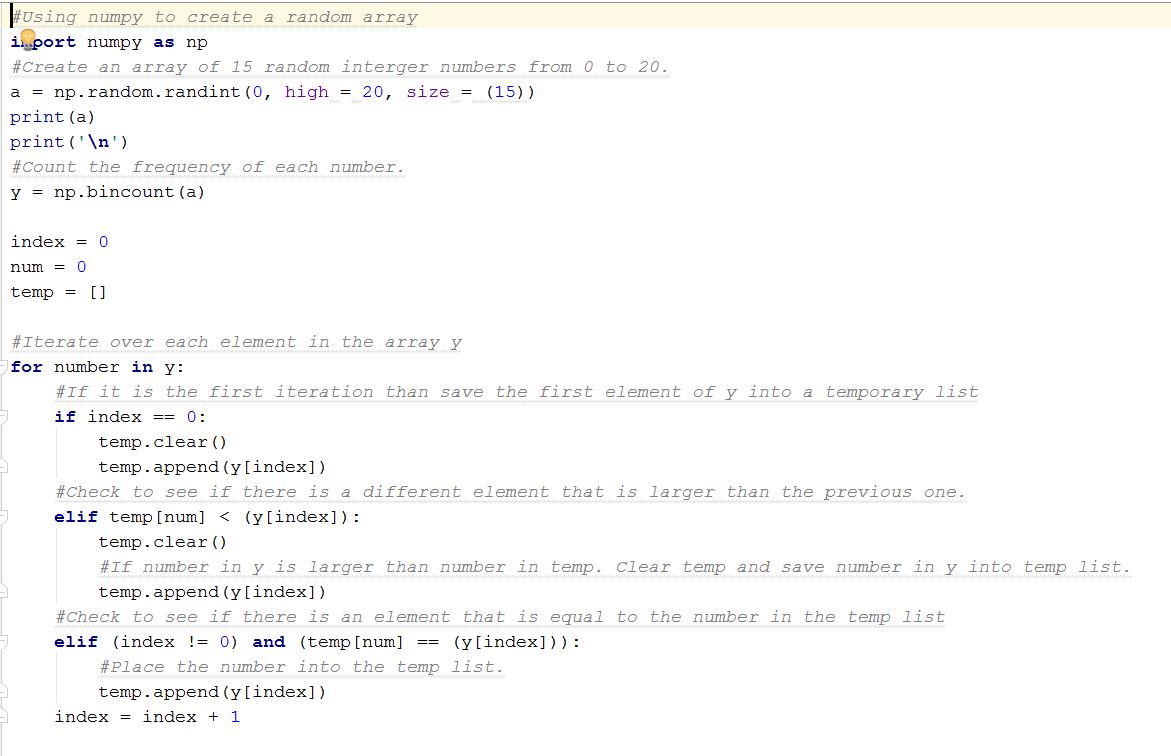 #Using numpy to create a random array
import numpy as np
#Create an array of 15 random interger numbers from 0 to 20.
a = np.random.randint(0, high = 20, size = (15))
print(a)
print('\n')
#Count the frequency of each number.
y = np.bincount(a)
index = 0
num = 0
temp = []
#Iterate over each element in the array y
for number in y:
    #If it is the first iteration than save the first element of y into a temporary list
    if index == 0:
        temp.clear()
        temp.append(y[index])
    #Check to see if there is a different element that is larger than the previous one.
    elif temp[num] < (y[index]):
        temp.clear()
        #If number in y is larger than number in temp. Clear temp and save number in y into temp list.
        temp.append(y[index])
    #Check to see if there is an element that is equal to the number in the temp list
    elif (index != 0) and (temp[num] == (y[index])):
        #Place the number into the temp list.
        temp.append(y[index])
    index = index + 1